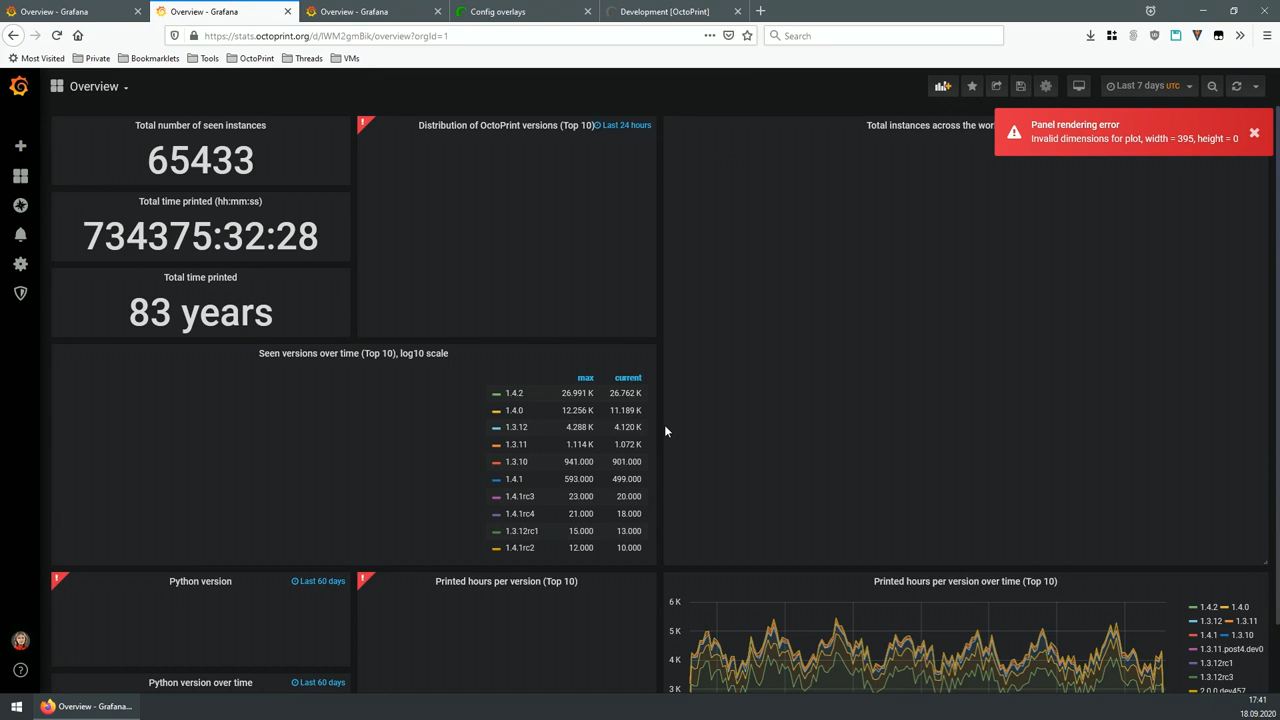 Overview - Grafana
Overview - Grafana
Overview - Grafana
Config overlays
Development [OctoPrint]
https://stats.octoprint.org/d/IWM2gmBik/overview?orgId=1
Search
Most Visited
Private
Bookmarklets
Tools
OctoPrint
Threads
VMs
Overview
Last 7 days UTC
Total number of seen instances
65433
Distribution of OctoPrint versions (Top 10)
Last 24 hours
Total instances across the wor
Panel rendering error
Invalid dimensions for plot, width = 395, height = 0
Total time printed (hh:mm:ss)
734375:32:28
Total time printed
83 years
Seen versions over time (Top 10), log10 scale
max current
1.4.2 26.991 K 26.762 K
1.4.0 12.256 K 11.189 K
1.3.12 4.288 K 4.120 K
1.3.11 1.114 K 1.072 K
1.3.10 941.000 901.000
1.4.1 593.000 499.000
1.4.1rc3 23.000 20.000
1.4.1rc4 21.000 18.000
1.3.12rc1 15.000 13.000
1.4.1rc2 12.000 10.000
Python version
Last 60 days
Printed hours per version (Top 10)
Printed hours per version over time (Top 10)
6 K
5 K
4 K
3 K
1.4.2 1.4.0
1.3.12 1.3.11
1.4.1 1.3.10
1.3.11.post4.dev0
1.3.12rc1
1.3.12rc3
2.0.0.dev457
Python version over time
Last 60 days
Overview - Grafana...
17:41
18.09.2020